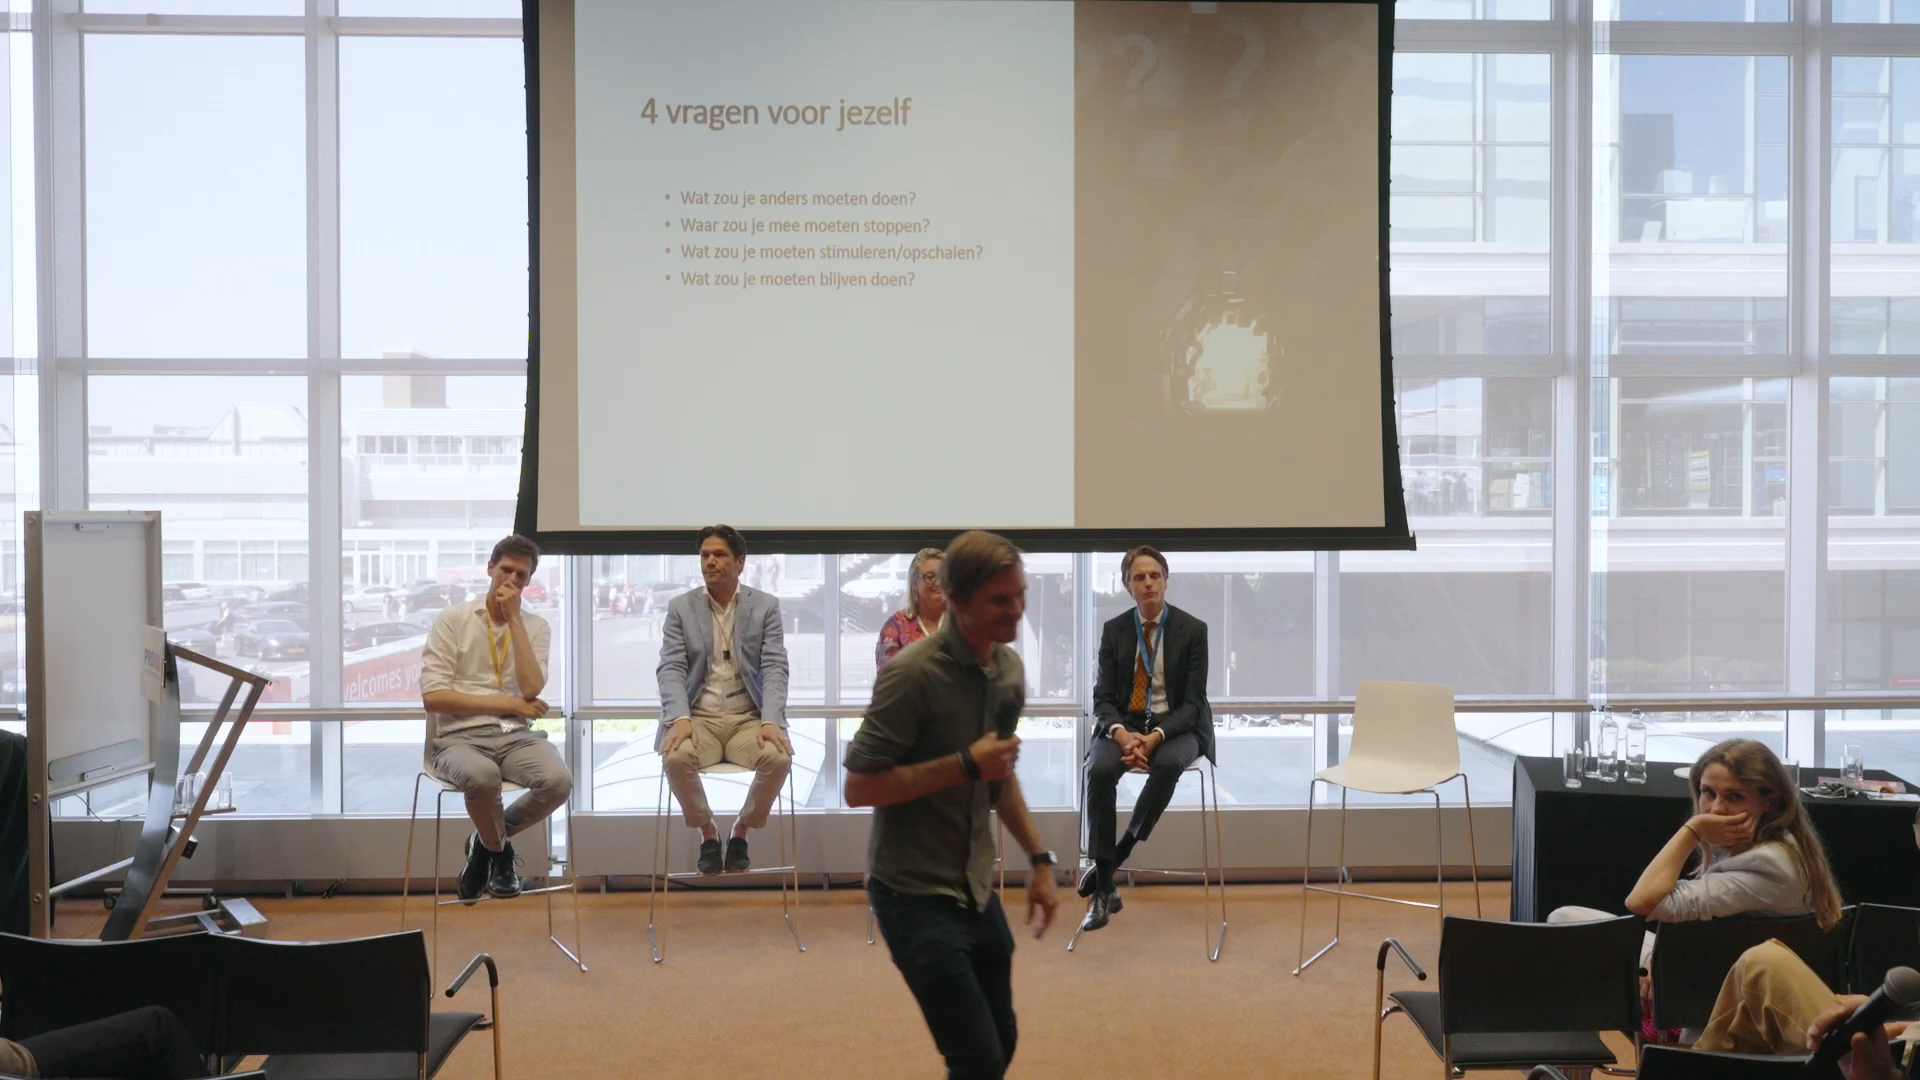 4 vragen voor jezelf
• Wat zou je anders moeten doen?
• Waar zou je mee moeten stoppen?
• Wat zou je moeten stimuleren/opschalen?
• Wat zou je moeten blijven doen?
welcomes